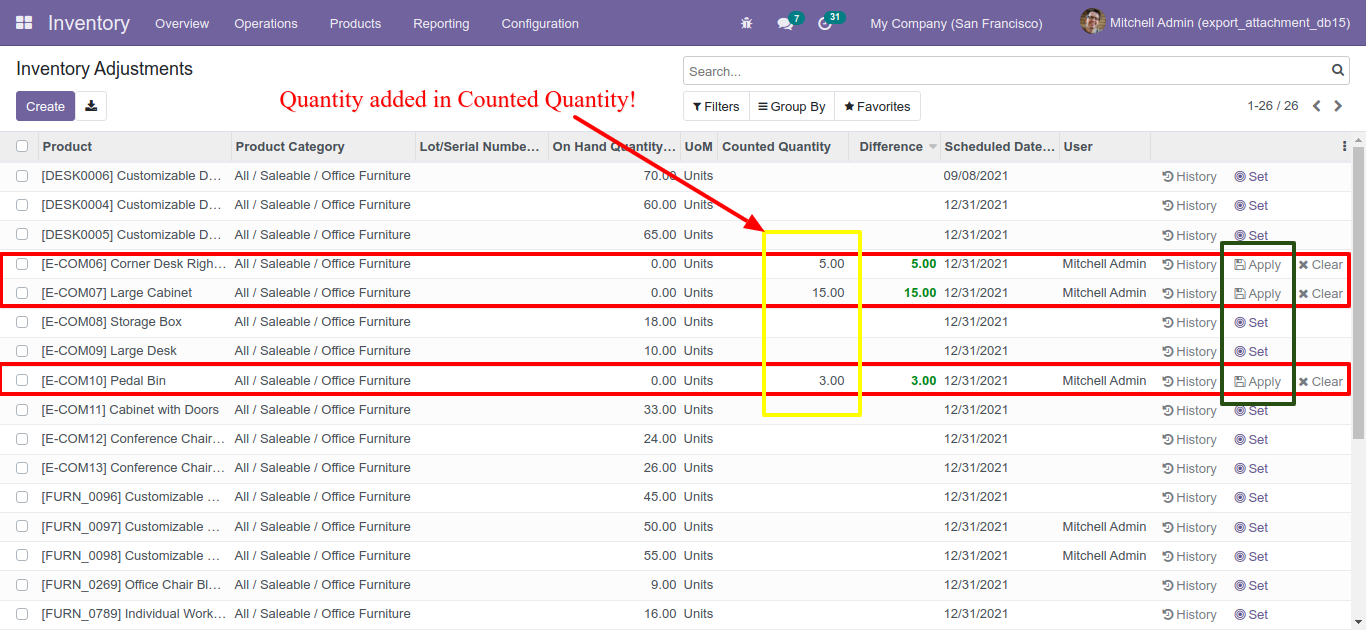 Inventory Overview Operations Products Reporting Configuration 7 31 My Company (San Francisco) Mitchell Admin (export_attachment_db15)
Inventory Adjustments
Search...
Create
Quantity added in Counted Quantity!
Filters Group By Favorites 1-26 / 26
Product Product Category Lot/Serial Numbe... On Hand Quantity... UoM Counted Quantity Difference Scheduled Date... User
[DESK0006] Customizable D... All / Saleable / Office Furniture 70.00 Units 09/08/2021 History Set
[DESK0004] Customizable D... All / Saleable / Office Furniture 60.00 Units 12/31/2021 History Set
[DESK0005] Customizable D... All / Saleable / Office Furniture 65.00 Units 12/31/2021 History Set
[E-COM06] Corner Desk Righ... All / Saleable / Office Furniture 0.00 Units 5.00 5.00 12/31/2021 Mitchell Admin History Apply Clear
[E-COM07] Large Cabinet All / Saleable / Office Furniture 0.00 Units 15.00 15.00 12/31/2021 Mitchell Admin History Apply Clear
[E-COM08] Storage Box All / Saleable / Office Furniture 18.00 Units 12/31/2021 History Set
[E-COM09] Large Desk All / Saleable / Office Furniture 10.00 Units 12/31/2021 History Set
[E-COM10] Pedal Bin All / Saleable / Office Furniture 0.00 Units 3.00 3.00 12/31/2021 Mitchell Admin History Apply Clear
[E-COM11] Cabinet with Doors All / Saleable / Office Furniture 33.00 Units 12/31/2021 History Set
[E-COM12] Conference Chair... All / Saleable / Office Furniture 24.00 Units 12/31/2021 History Set
[E-COM13] Conference Chair... All / Saleable / Office Furniture 26.00 Units 12/31/2021 History Set
[FURN_0096] Customizable ... All / Saleable / Office Furniture 45.00 Units 12/31/2021 History Set
[FURN_0097] Customizable ... All / Saleable / Office Furniture 50.00 Units 12/31/2021 Mitchell Admin History Set
[FURN_0098] Customizable ... All / Saleable / Office Furniture 55.00 Units 12/31/2021 Mitchell Admin History Set
[FURN_0269] Office Chair Bl... All / Saleable / Office Furniture 9.00 Units 12/31/2021 History Set
[FURN_0789] Individual Work... All / Saleable / Office Furniture 16.00 Units 12/31/2021 History Set